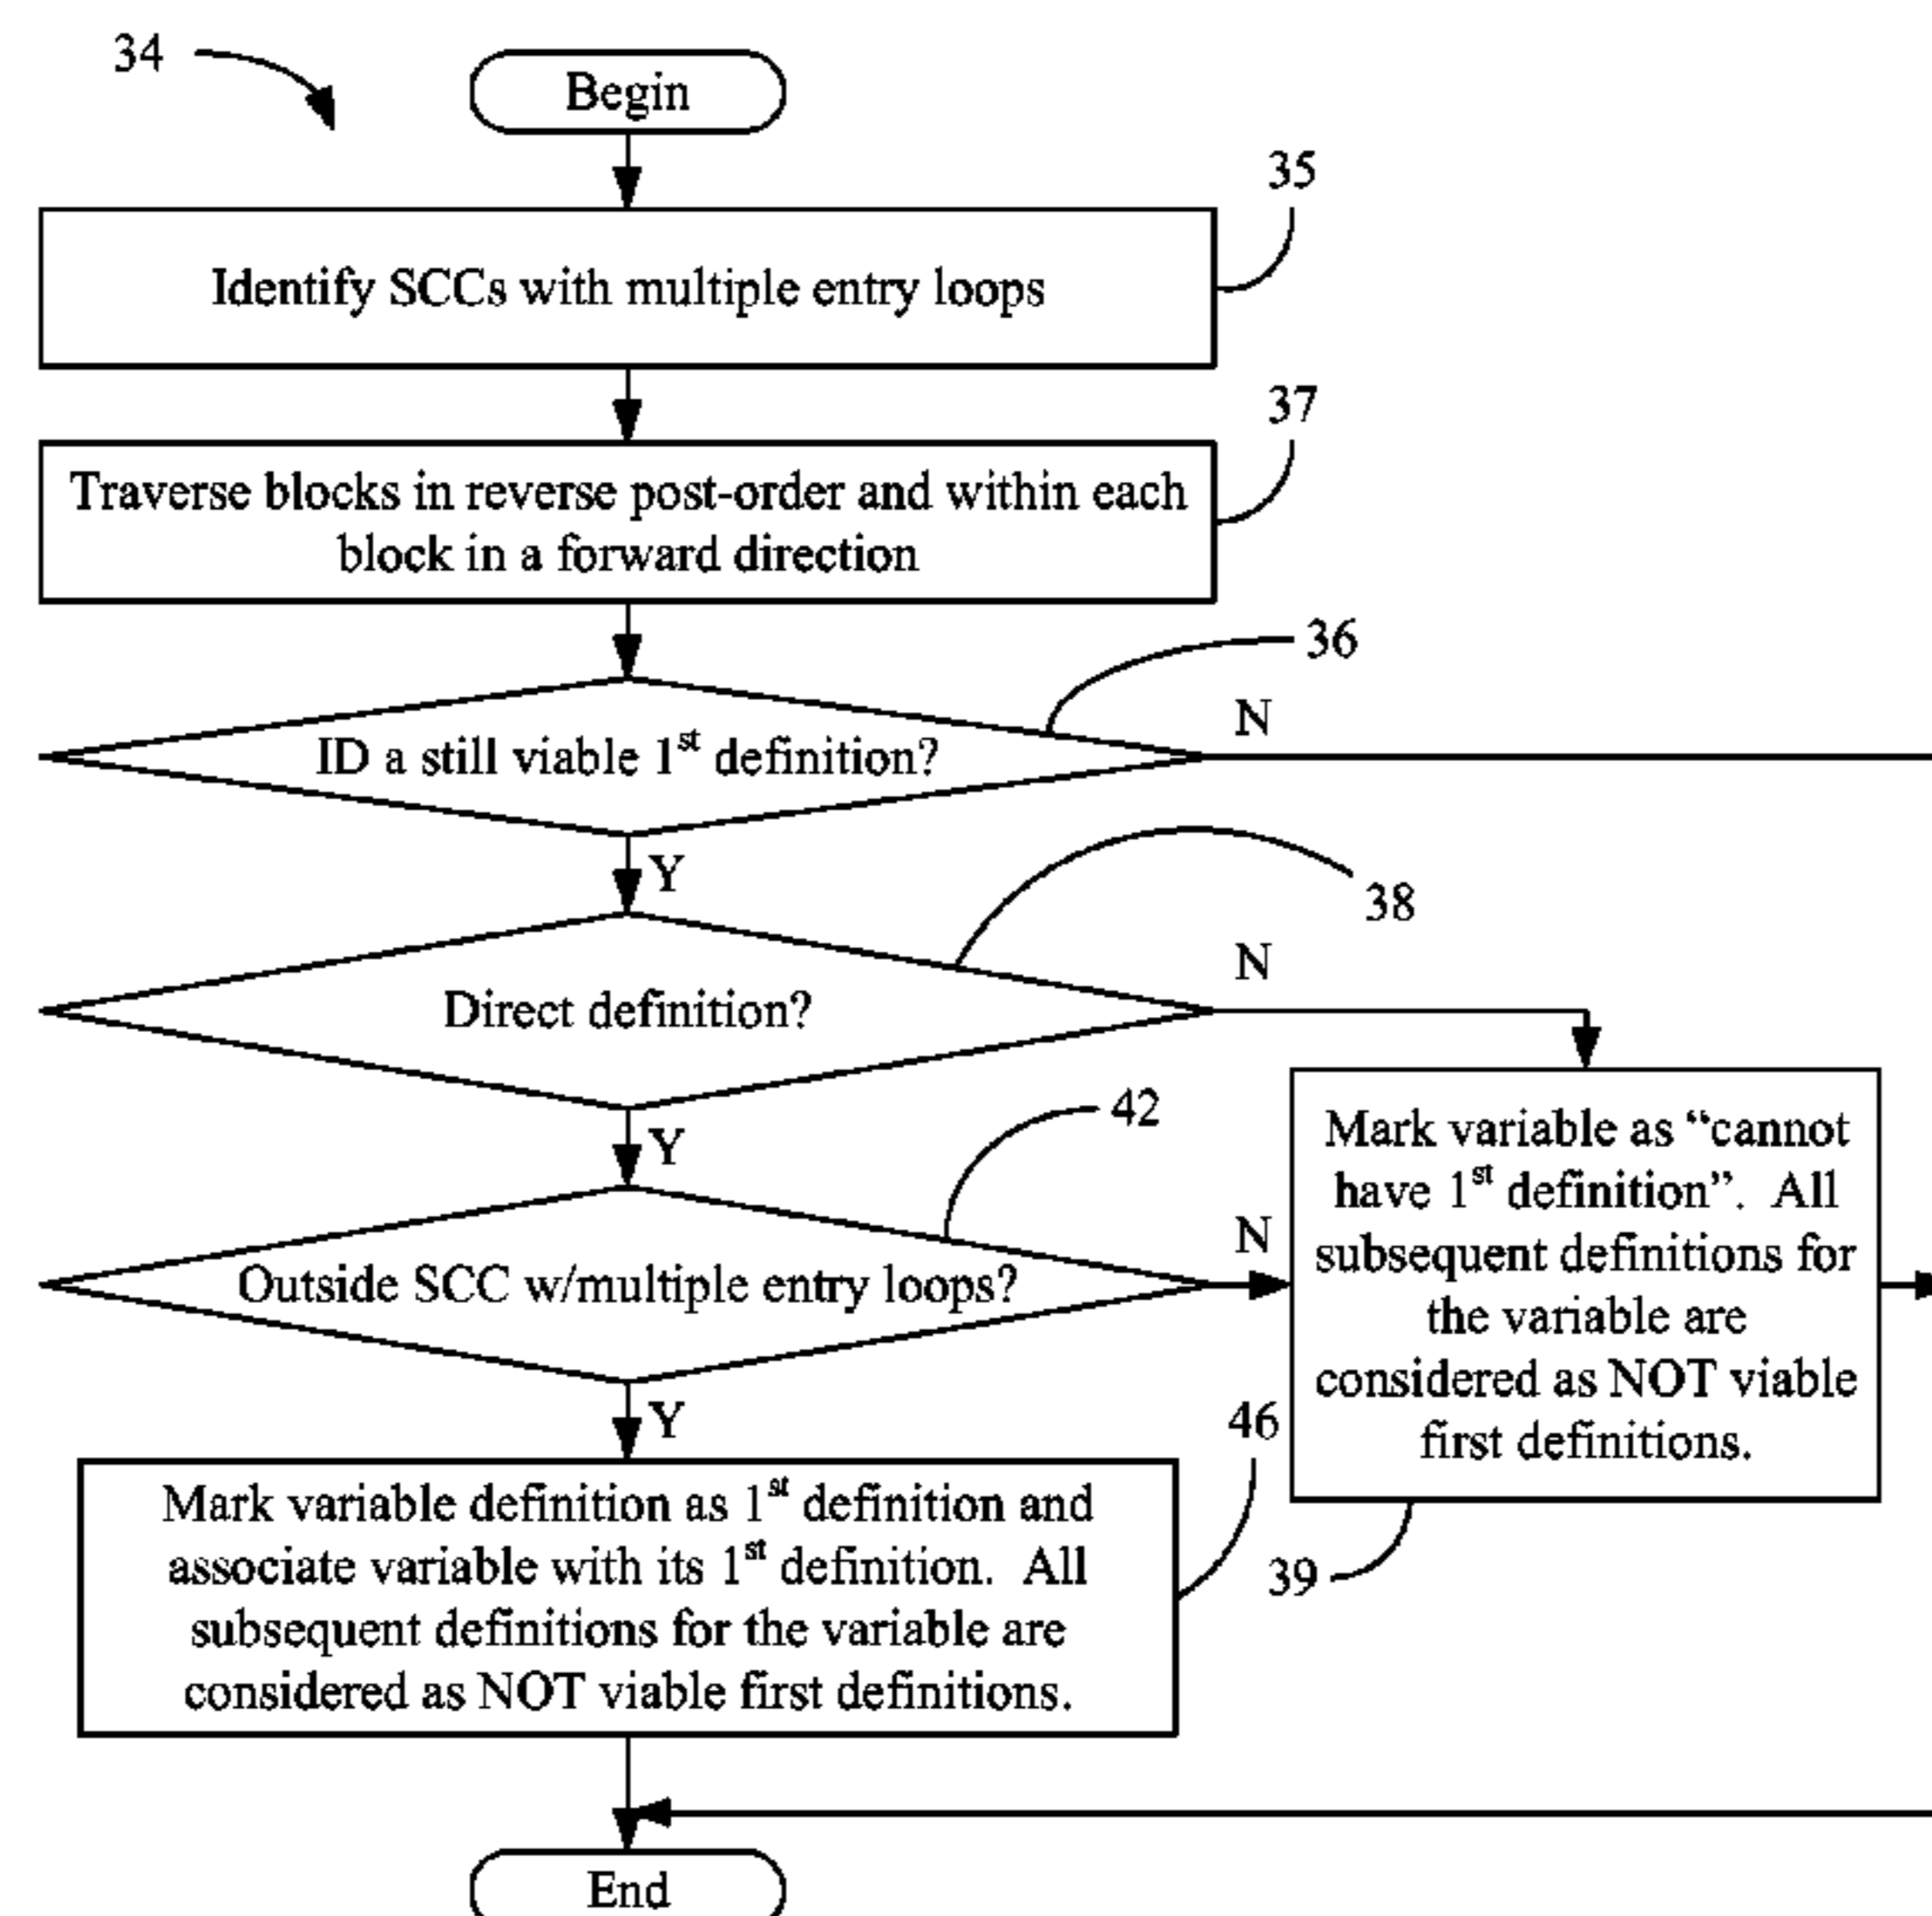 34
Begin
35
Identify SCCs with multiple entry loops
37
Traverse blocks in reverse post-order and within each
block in a forward direction
36
N
ID a still viable 1st definition?
Y
38
N
Direct definition?
42
Y
N
Outside SCC w/multiple entry loops?
Mark variable as “cannot
have 1st definition”. All
subsequent definitions for
the variable are
considered as NOT viable
first definitions.
39
Y
46
Mark variable definition as 1st definition and
associate variable with its 1st definition. All
subsequent definitions for the variable are
considered as NOT viable first definitions.
End